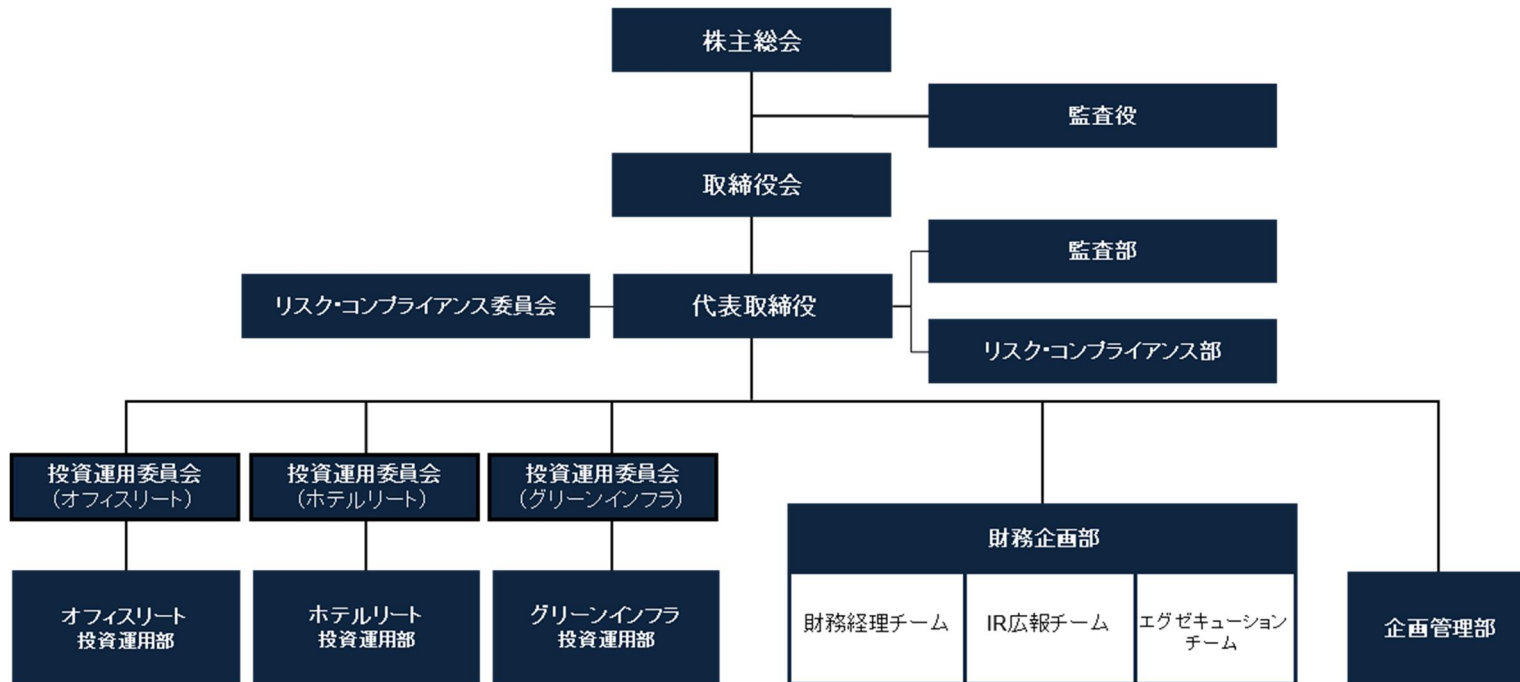 株主総会
監査役
取締役会
監査部
リスク・コンプライアンス委員会
代表取締役
リスク・コンプライアンス部
投資運用委員会
（オフィスリート）
投資運用委員会
（ホテルリート）
投資運用委員会
（グリーンインフラ）
財務企画部
オフィスリート
投資運用部
ホテルリート
投資運用部
グリーンインフラ
投資運用部
財務経理チーム
IR広報チーム
エグゼキューション
チーム
企画管理部